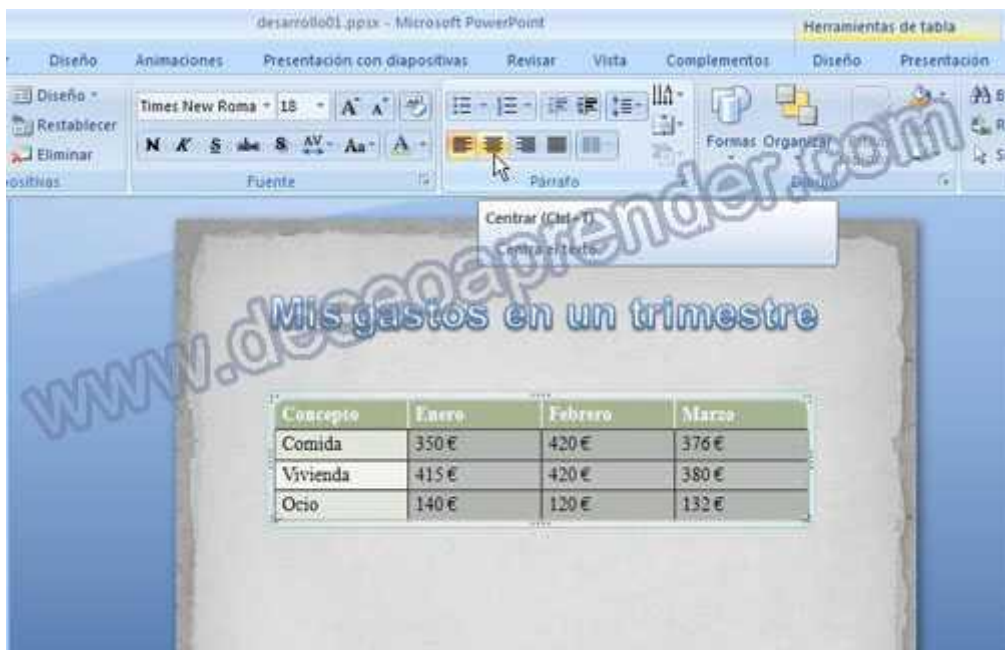 desarrollo01.ppsx - Microsoft PowerPoint
Herramientas de tabla
Diseño Animaciones Presentación con diapositivas Revisar Vista Complementos Diseño Presentación
Diseño
Restablecer
Eliminar
Times New Roma 18
N K S abc S AV Aa A
Formas Organizar
Fuente Párrafo Dibujo
Centrar (Ctrl+T)
Centra el texto.
www.deseoaprender.com
Mis gastos en un trimestre
Concepto Enero Febrero Marzo
Comida 350 € 420 € 376 €
Vivienda 415 € 420 € 380 €
Ocio 140 € 120 € 132 €